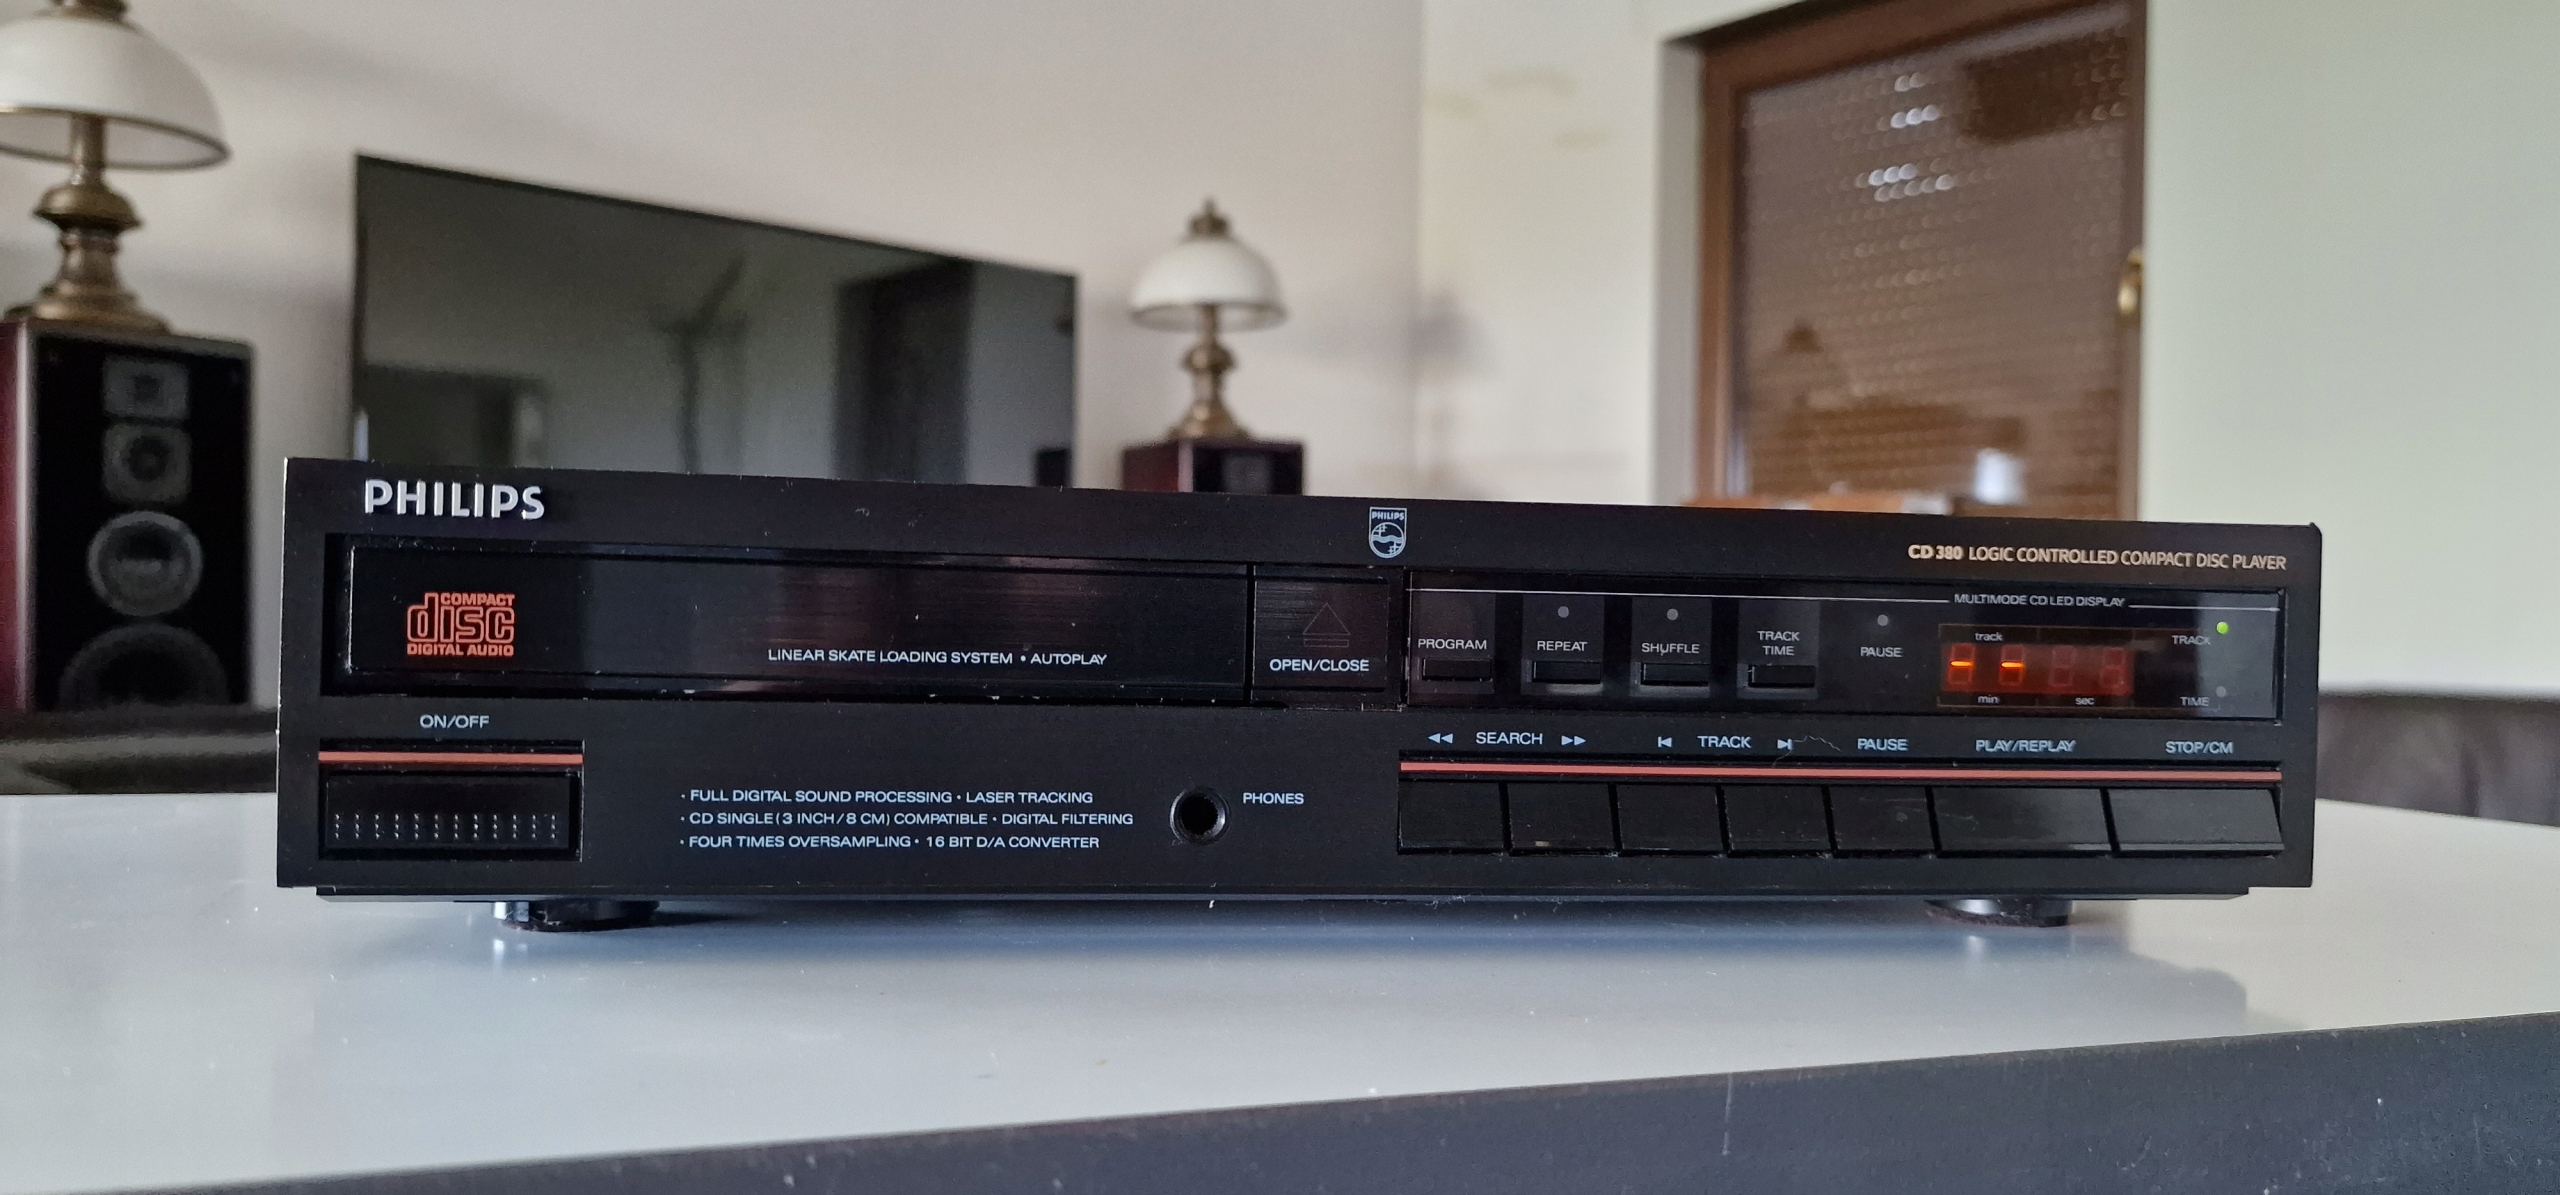 PHILIPS
PHILIPS
CD 380 LOGIC CONTROLLED COMPACT DISC PLAYER
COMPACT
disc
DIGITAL AUDIO
LINEAR SKATE LOADING SYSTEM • AUTOPLAY
OPEN/CLOSE
MULTIMODE CD LED DISPLAY
PROGRAM
REPEAT
SHUFFLE
TRACK
TIME
PAUSE
track
min
sec
TRACK
TIME
ON/OFF
• FULL DIGITAL SOUND PROCESSING • LASER TRACKING
• CD SINGLE (3 INCH/8 CM) COMPATIBLE • DIGITAL FILTERING
• FOUR TIMES OVERSAMPLING • 16 BIT D/A CONVERTER
PHONES
SEARCH
TRACK
PAUSE
PLAY/REPLAY
STOP/CM